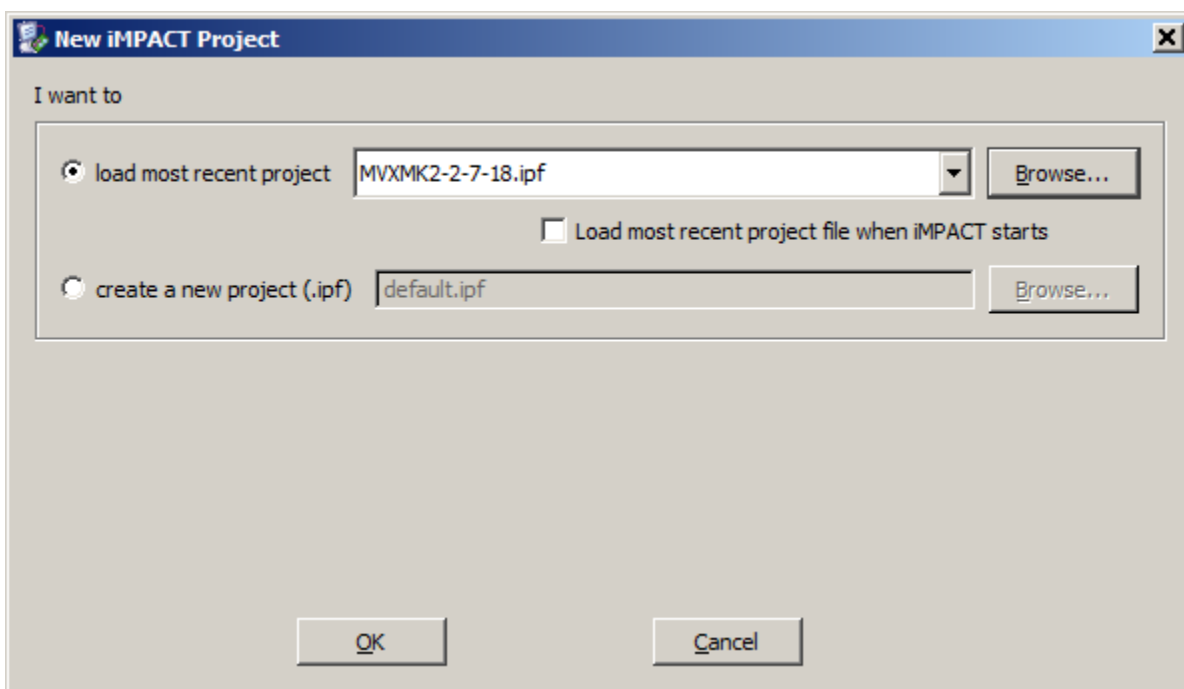 New iMPACT Project
I want to
load most recent project MVXMK2-2-7-18.ipf Browse...
Load most recent project file when iMPACT starts
create a new project (.ipf) default.ipf Browse...
OK Cancel